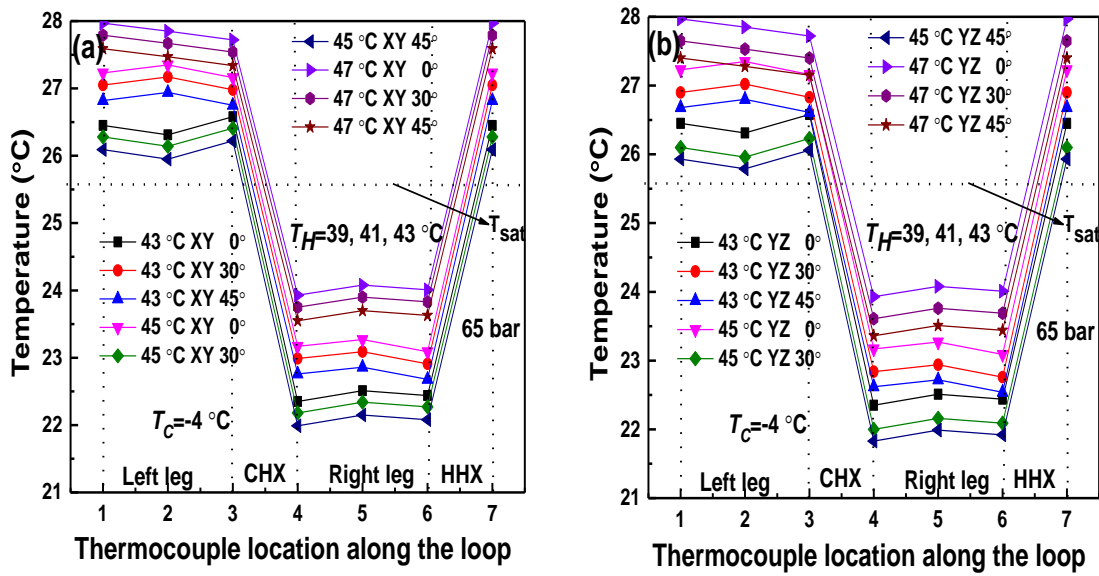 (a)
28
27
26
25
24
23
22
21
Temperature (°C)
45 °C XY 45°
47 °C XY 0°
47 °C XY 30°
47 °C XY 45°
T_H=39, 41, 43 °C
T_sat
43 °C XY 0°
43 °C XY 30°
43 °C XY 45°
45 °C XY 0°
45 °C XY 30°
65 bar
T_C=-4 °C
Left leg
CHX
Right leg
HHX
1 2 3 4 5 6 7
Thermocouple location along the loop
(b)
28
27
26
25
24
23
22
21
Temperature (°C)
45 °C YZ 45°
47 °C YZ 0°
47 °C YZ 30°
47 °C YZ 45°
T_H=39, 41, 43 °C
T_sat
43 °C YZ 0°
43 °C YZ 30°
43 °C YZ 45°
45 °C YZ 0°
45 °C YZ 30°
65 bar
T_C=-4 °C
Left leg
CHX
Right leg
HHX
1 2 3 4 5 6 7
Thermocouple location along the loop